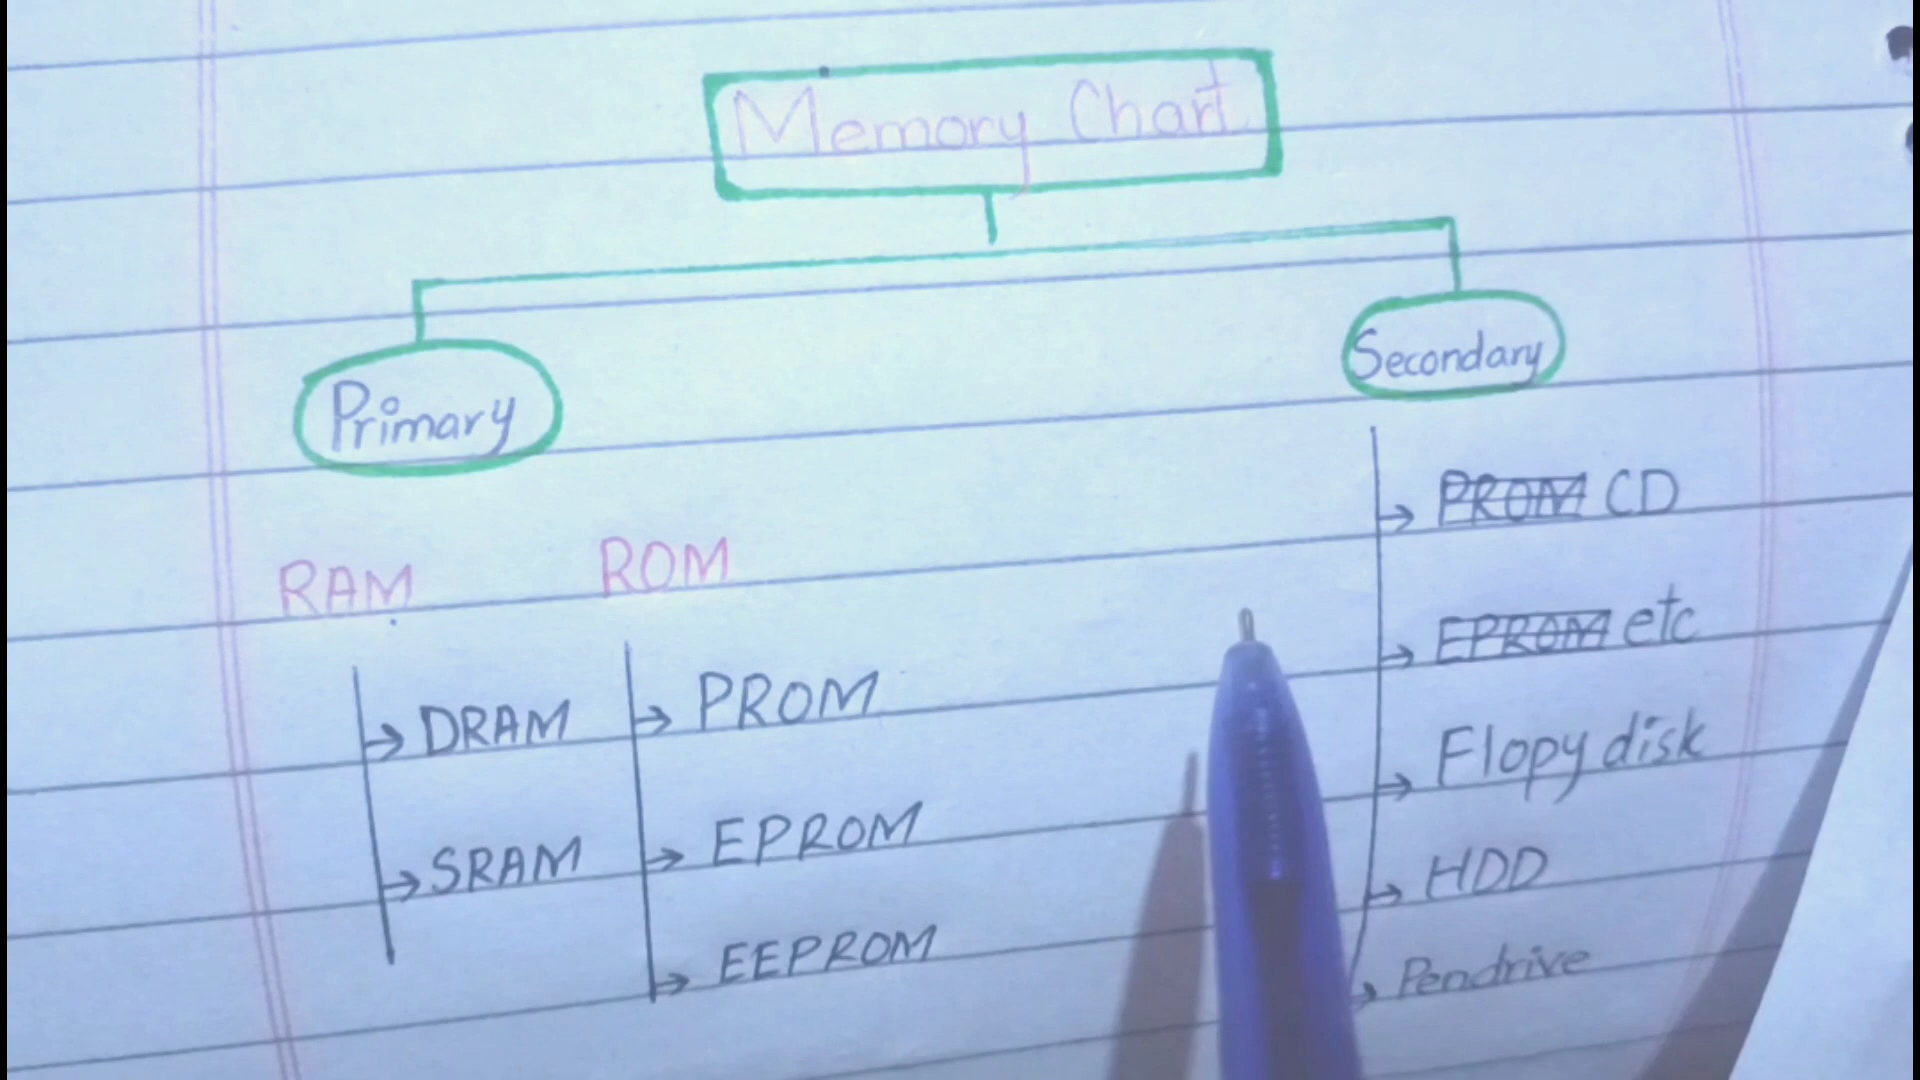 Memory Chart
Primary
Secondary
RAM
ROM
DRAM
SRAM
PROM
EPROM
EEPROM
PROM CD
EPROM etc
Flopy disk
HDD
Pendrive